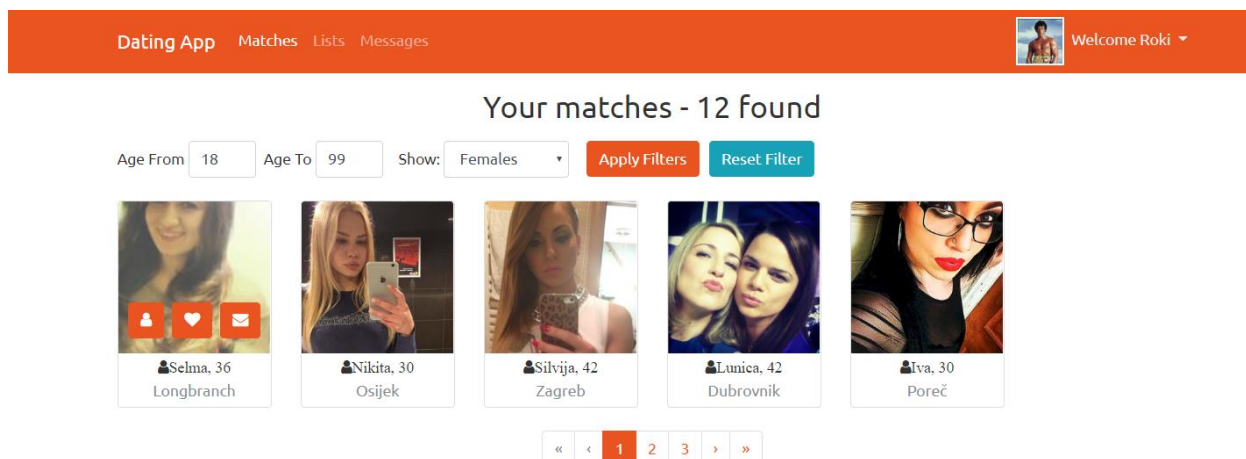 Dating App Matches Lists Messages Welcome Roki
Your matches - 12 found
Age From 18 Age To 99 Show: Females Apply Filters Reset Filter
Selma, 36 Nikita, 30 Silvija, 42 Lunica, 42 Iva, 30
Longbranch Osijek Zagreb Dubrovnik Poreč
« ‹ 1 2 3 › »